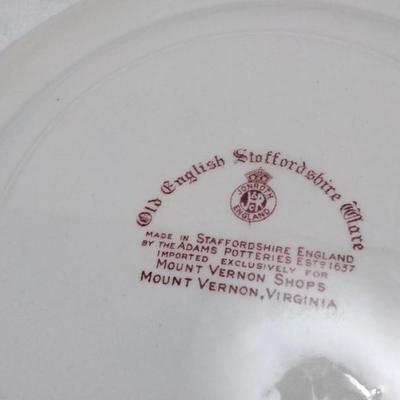 Old English Staffordshire Ware
JONROTH
ENGLAND
MADE IN STAFFORDSHIRE ENGLAND
BY THE ADAMS POTTERIES ESTD 1657
IMPORTED EXCLUSIVELY FOR
MOUNT VERNON SHOPS
MOUNT VERNON, VIRGINIA